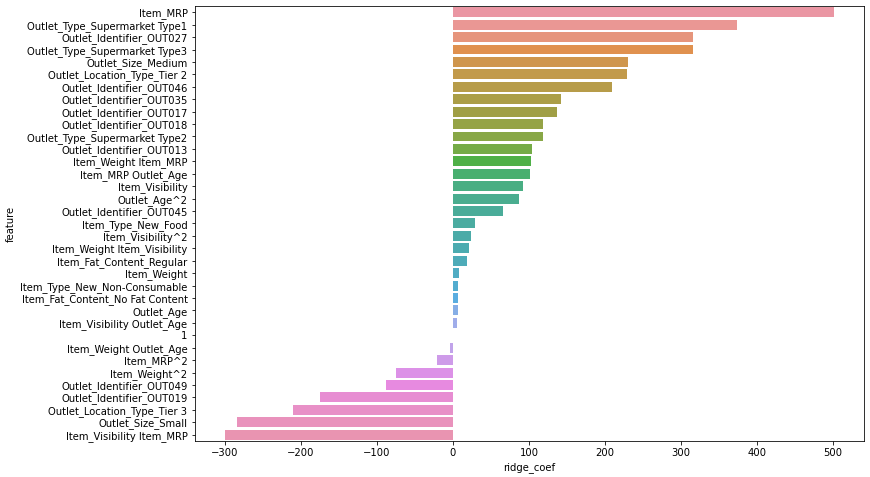 Item_MRP
Outlet_Type_Supermarket Type1
Outlet_Identifier_OUT027
Outlet_Type_Supermarket Type3
Outlet_Size_Medium
Outlet_Location_Type_Tier 2
Outlet_Identifier_OUT046
Outlet_Identifier_OUT035
Outlet_Identifier_OUT017
Outlet_Identifier_OUT018
Outlet_Type_Supermarket Type2
Outlet_Identifier_OUT013
Item_Weight Item_MRP
Item_MRP Outlet_Age
Item_Visibility
Outlet_Age^2
Outlet_Identifier_OUT045
Item_Type_New_Food
Item_Visibility^2
Item_Weight Item_Visibility
Item_Fat_Content_Regular
Item_Weight
Item_Type_New_Non-Consumable
Item_Fat_Content_No Fat Content
Outlet_Age
Item_Visibility Outlet_Age
1
Item_Weight Outlet_Age
Item_MRP^2
Item_Weight^2
Outlet_Identifier_OUT049
Outlet_Identifier_OUT019
Outlet_Location_Type_Tier 3
Outlet_Size_Small
Item_Visibility Item_MRP
feature
−300 −200 −100 0 100 200 300 400 500
ridge_coef